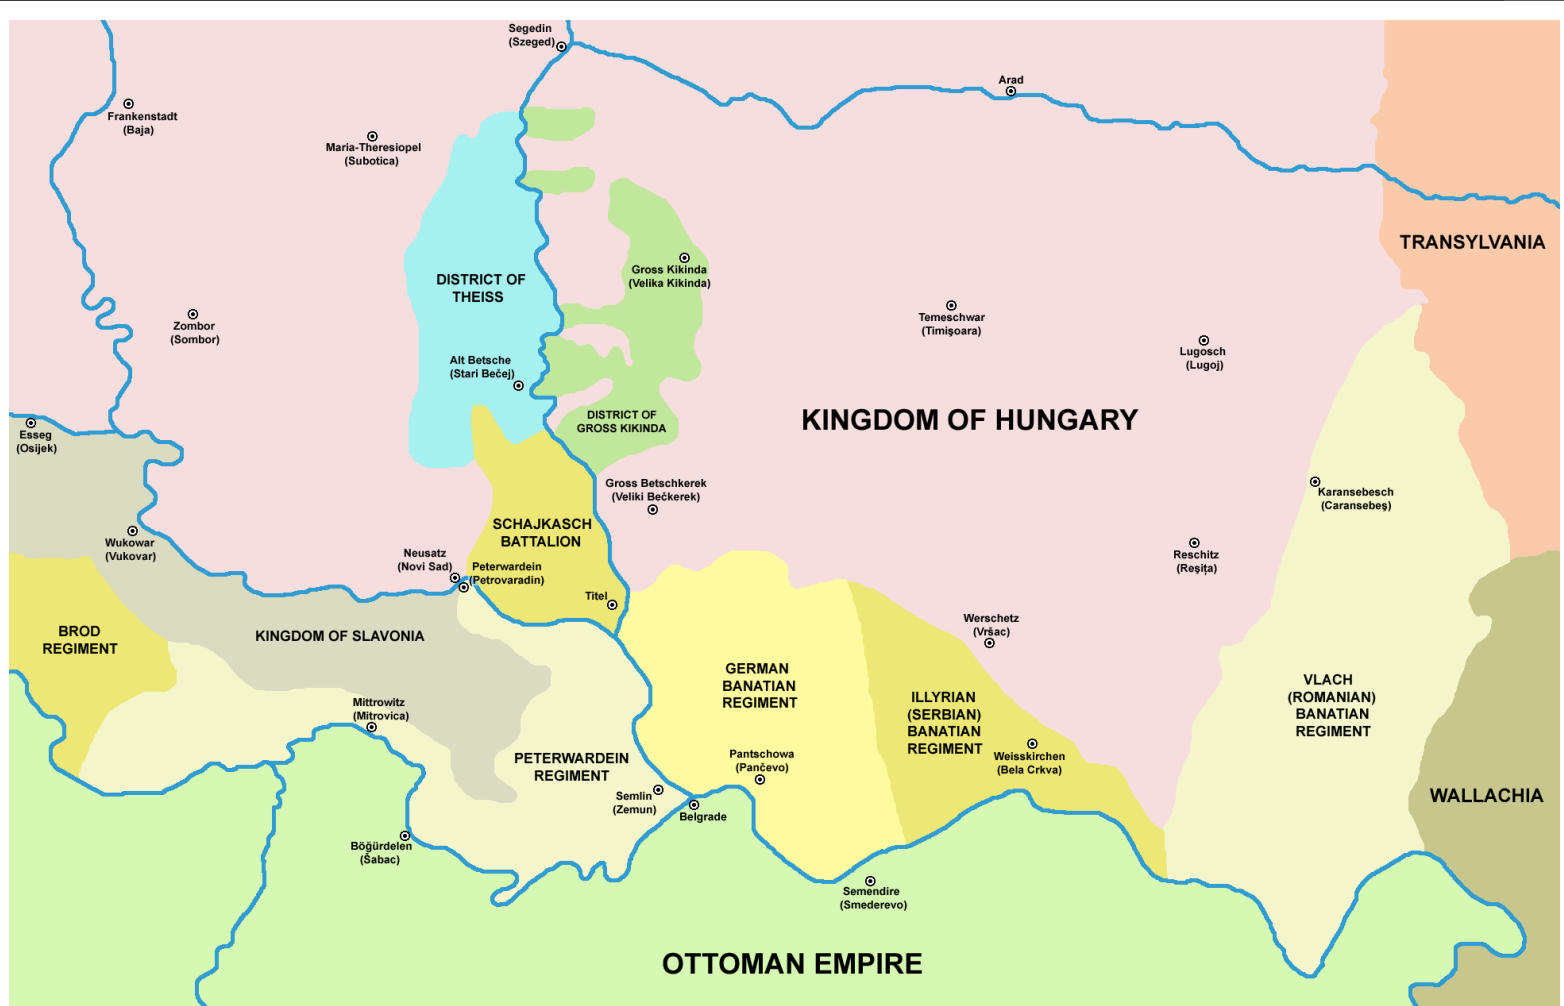 Segedin
(Szeged)
Arad
Frankenstadt
(Baja)
Maria-Theresiopel
(Subotica)
TRANSYLVANIA
DISTRICT OF
THEISS
Gross Kikinda
(Velika Kikinda)
Zombor
(Sombor)
Temeschwar
(Timişoara)
Lugosch
(Lugoj)
Alt Betsche
(Stari Bečej)
DISTRICT OF
GROSS KIKINDA
KINGDOM OF HUNGARY
Esseg
(Osijek)
Gross Betschkerek
(Veliki Bečkerek)
Karansebesch
(Caransebeş)
SCHAJKASCH
BATTALION
Wukowar
(Vukovar)
Neusatz
(Novi Sad)
Peterwardein
(Petrovaradin)
Reschitz
(Reşiţa)
Titel
BROD
REGIMENT
KINGDOM OF SLAVONIA
Werschetz
(Vršac)
GERMAN
BANATIAN
REGIMENT
ILLYRIAN
(SERBIAN)
BANATIAN
REGIMENT
VLACH
(ROMANIAN)
BANATIAN
REGIMENT
Mittrowitz
(Mitrovica)
PETERWARDEIN
REGIMENT
Pantschowa
(Pančevo)
Weisskirchen
(Bela Crkva)
Semlin
(Zemun)
Belgrade
WALLACHIA
Böğürdelen
(Šabac)
Semendire
(Smederevo)
OTTOMAN EMPIRE